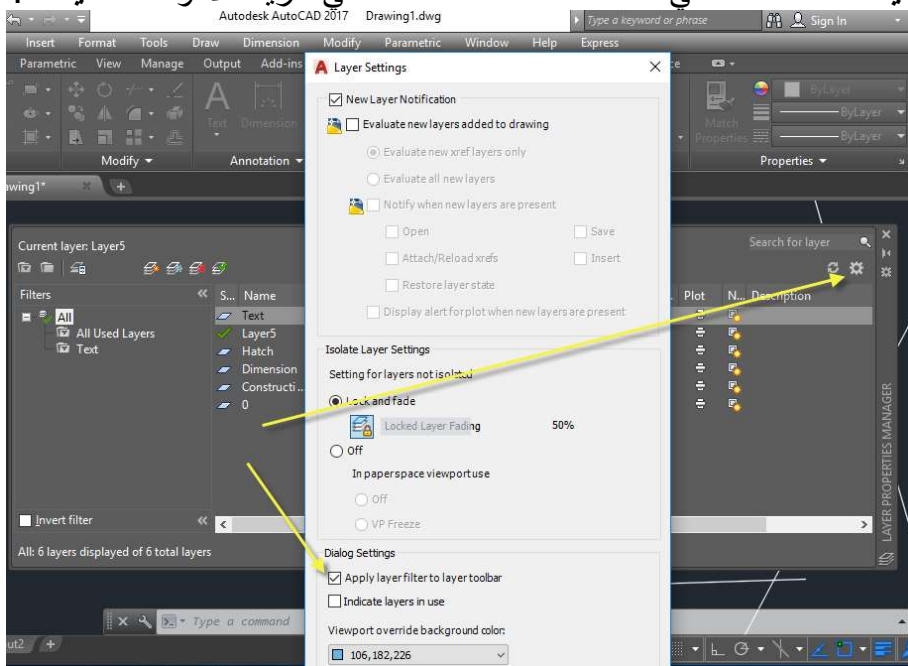 Autodesk AutoCAD 2017 Drawing1.dwg
Type a keyword or phrase
Sign In
Insert Format Tools Draw Dimension Modify Parametric Window Help Express
Parametric View Manage Output Add-ins
Text Dimension
Match Properties
ByLayer
ByLayer
ByLayer
Modify Annotation Properties
awing1*
Layer Settings
New Layer Notification
Evaluate new layers added to drawing
Evaluate new xref layers only
Evaluate all new layers
Notify when new layers are present
Open Save
Attach/Reload xrefs Insert
Restore layer state
Display alert for plot when new layers are present
Isolate Layer Settings
Setting for layers not isolated
Lock and fade
Locked Layer Fading 50%
Off
In paper space viewport use
Off
VP Freeze
Dialog Settings
Apply layer filter to layer toolbar
Indicate layers in use
Viewport override background color:
106,182,226
Current layer: Layer5
Search for layer
Filters
S... Name
Plot N... Description
All
All Used Layers
Text
Text
Layer5
Hatch
Dimension
Constructi...
0
Invert filter
All: 6 layers displayed of 6 total layers
LAYER PROPERTIES MANAGER
Type a command
ut2